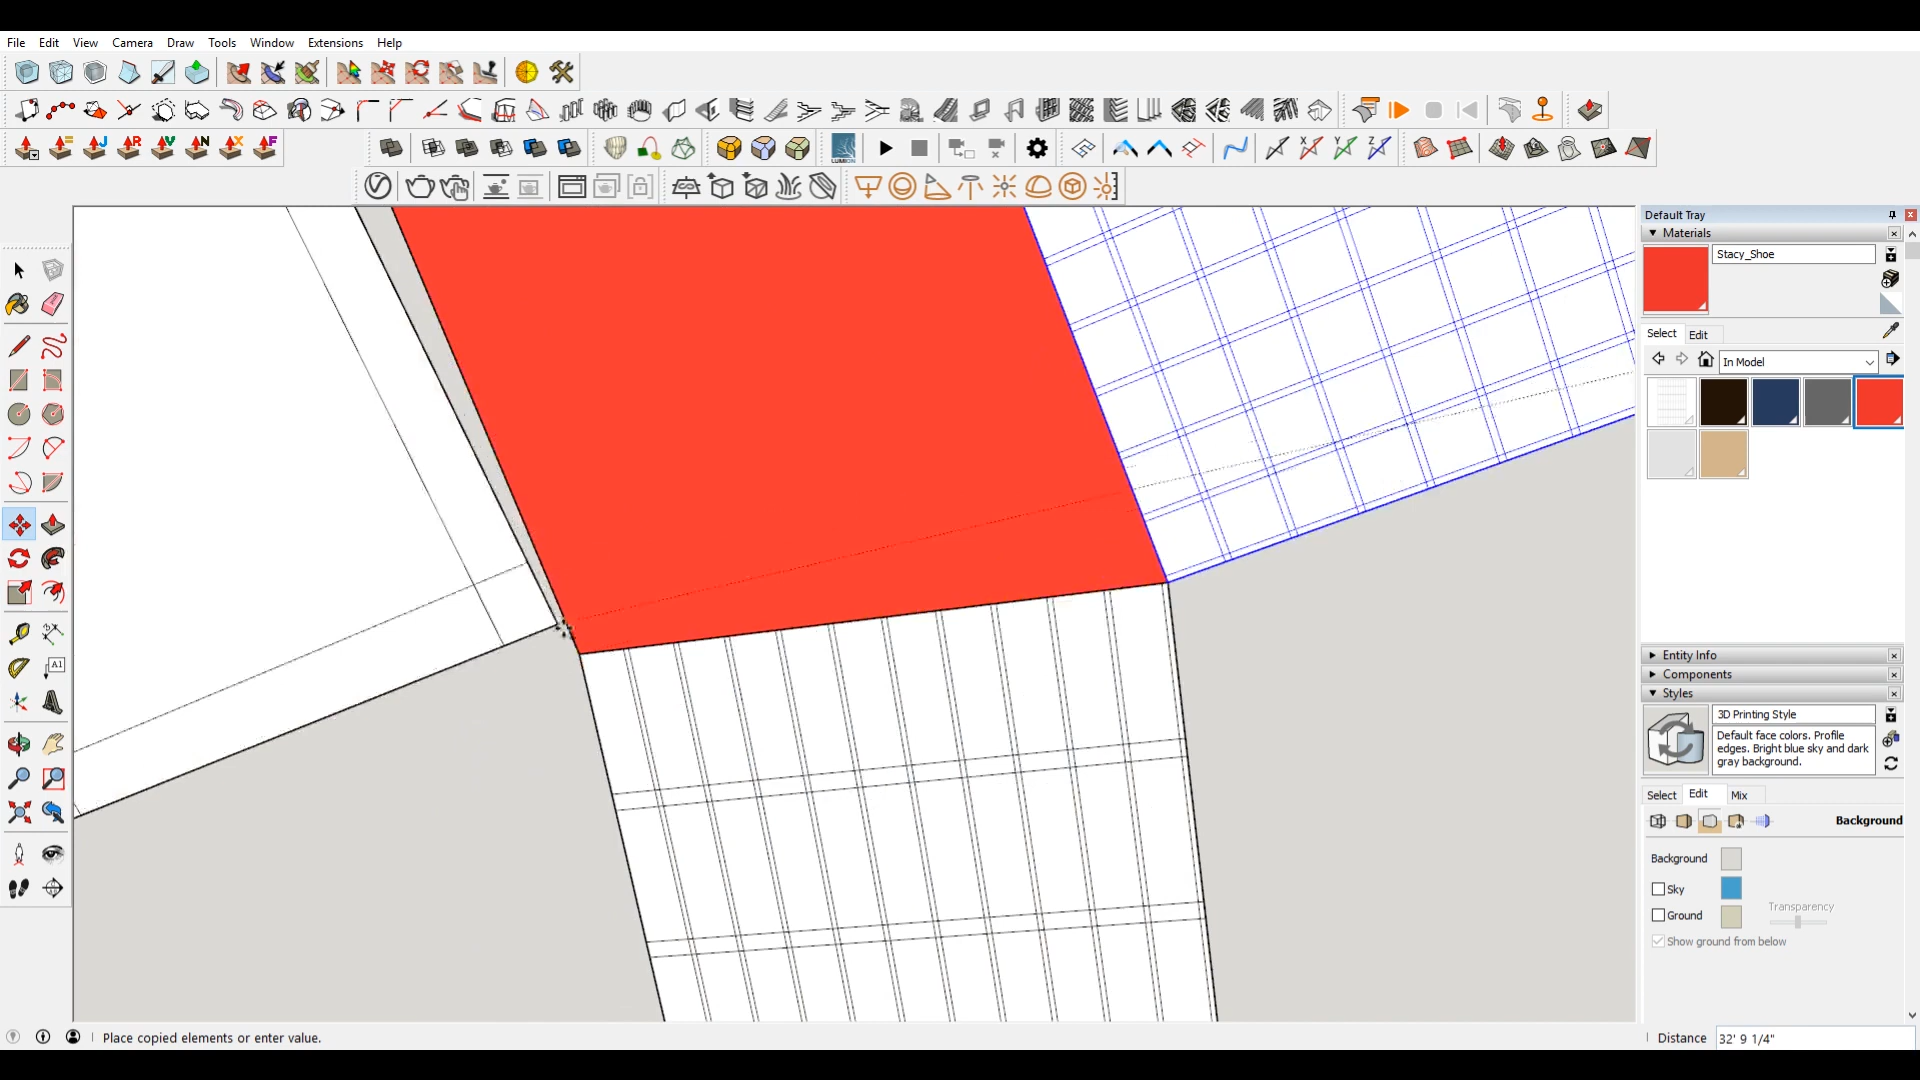 File Edit View Camera Draw Tools Window Extensions Help
J R V N X F
LUMION
X Y Z
A1
Default Tray
Materials
Stacy_Shoe
Select Edit
In Model
Entity Info
Components
Styles
3D Printing Style
Default face colors. Profile
edges. Bright blue sky and dark
gray background.
Select Edit Mix
Background
Background
Sky
Transparency
Ground
Show ground from below
Place copied elements or enter value.
Distance 32' 9 1/4"